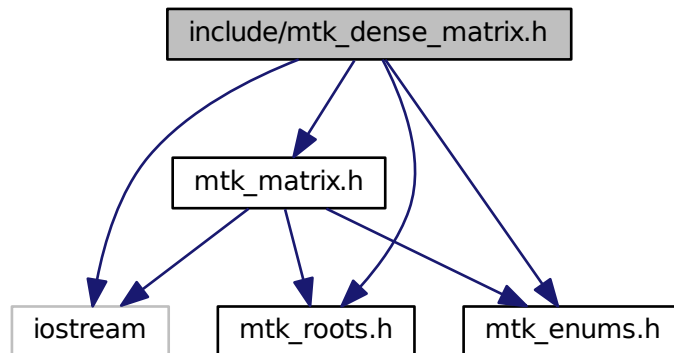 include/mtk_dense_matrix.h
mtk_matrix.h
iostream
mtk_roots.h
mtk_enums.h